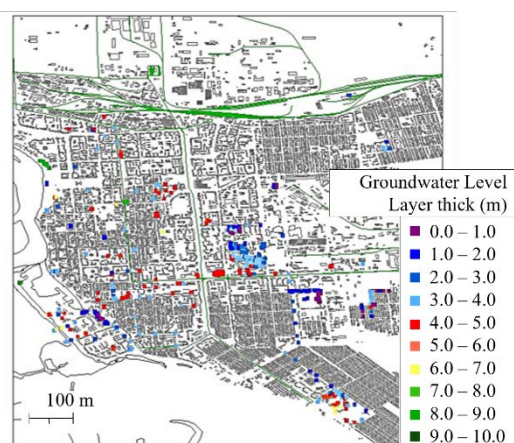 Groundwater Level
Layer thick (m)
0.0 – 1.0
1.0 – 2.0
2.0 – 3.0
3.0 – 4.0
4.0 – 5.0
5.0 – 6.0
6.0 – 7.0
7.0 – 8.0
8.0 – 9.0
9.0 – 10.0
100 m